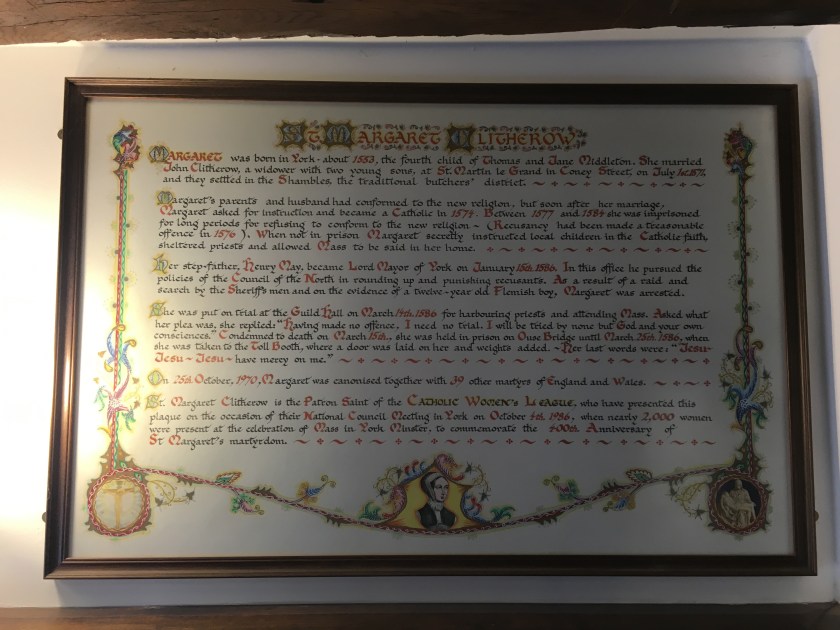 St. Margaret Clitherow
Margaret was born in York - about 1553, the fourth child of Thomas and Jane Middleton. She married
John Clitherow, a widower with two young sons, at St. Martin le Grand in Coney Street, on July 1st.1571,
and they settled in the Shambles, the traditional butchers' district.
Margaret's parents and husband had conformed to the new religion, but soon after her marriage,
Margaret asked for instruction and became a Catholic in 1574. Between 1577 and 1584 she was imprisoned
for long periods for refusing to conform to the new religion - (Recusancy had been made a treasonable
offence in 1576 ). When not in prison Margaret secretly instructed local children in the Catholic faith,
sheltered priests and allowed Mass to be said in her home.
Her step-father, Henry May, became Lord Mayor of York on January 15th.1586. In this office he pursued the
policies of the Council of the North in rounding up and punishing recusants. As a result of a raid and
search by the Sheriff's men and on the evidence of a twelve-year old Flemish boy, Margaret was arrested.
She was put on trial at the Guild Hall on March 14th.1586 for harbouring priests and attending Mass. Asked what
her plea was, she replied: "Having made no offence, I need no trial. I will be tried by none but God and your own
consciences." Condemned to death on March 15th., she was held in prison on Ouse Bridge until March 25th.1586, when
she was taken to the Toll Booth, where a door was laid on her and weights added. - Her last words were: "Jesu-
Jesu - Jesu - have mercy on me."
On 25th October, 1970, Margaret was canonised together with 39 other martyrs of England and Wales.
St. Margaret Clitherow is the Patron Saint of the Catholic Women's League, who have presented this
plaque on the occasion of their National Council Meeting in York on October 4th.1986, when nearly 2,000 women
were present at the celebration of Mass in York Minster, to commemorate the 400th Anniversary of
St Margaret's martyrdom.